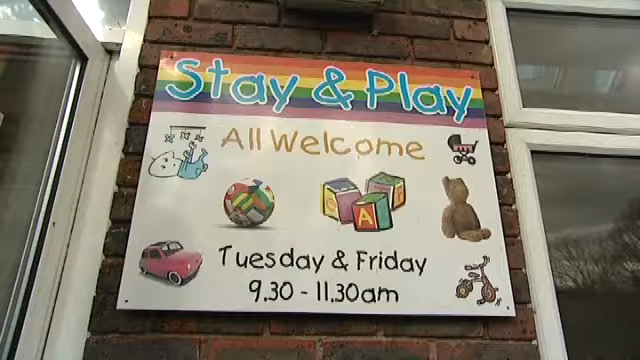 Stay & Play
All Welcome
Tuesday & Friday
9.30 - 11.30am